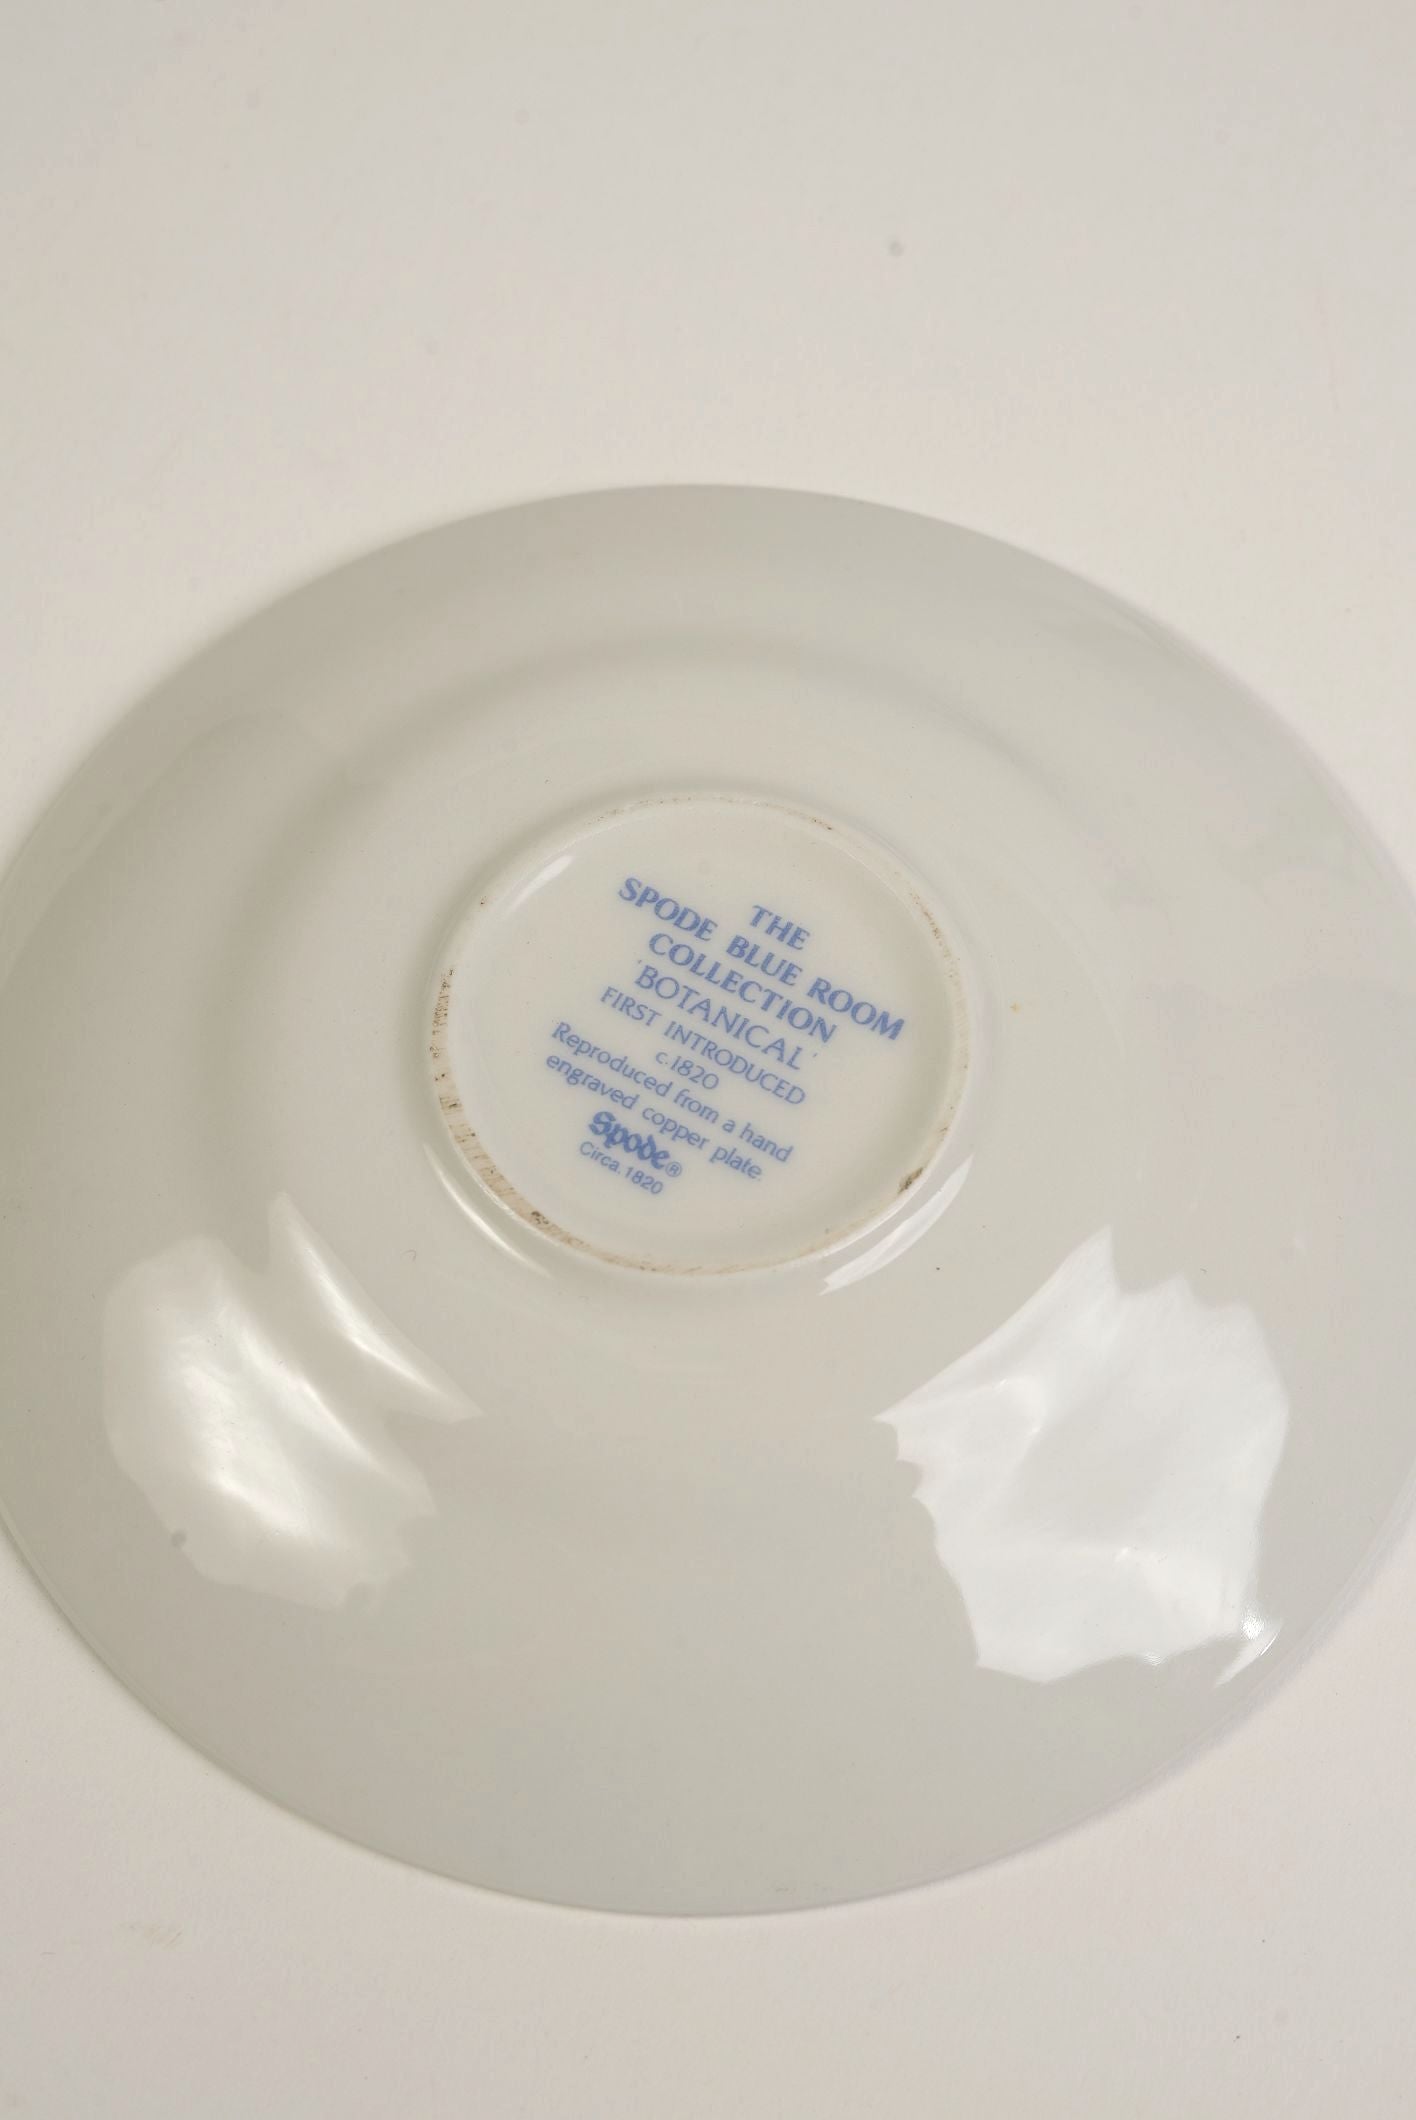 THE
SPODE BLUE ROOM
COLLECTION
'BOTANICAL'
FIRST INTRODUCED
c.1820
Reproduced from a hand
engraved copper plate.
Spode®
Circa. 1820